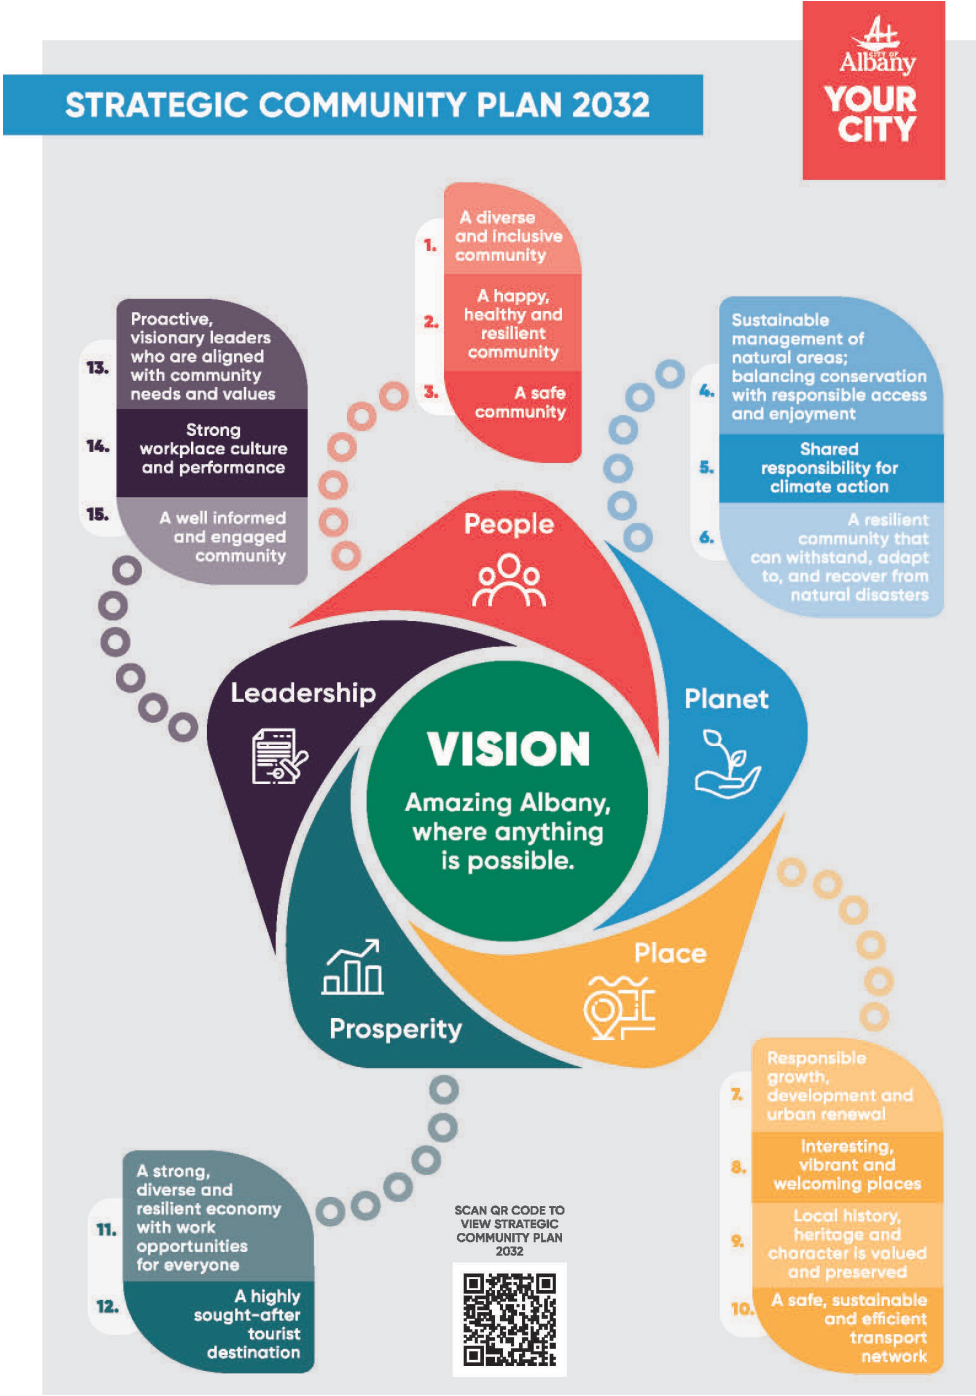 CITY OF
Albany
YOUR
CITY
STRATEGIC COMMUNITY PLAN 2032
1.
A diverse
and inclusive
community
2.
A happy,
healthy and
resilient
community
3.
A safe
community
13.
Proactive,
visionary leaders
who are aligned
with community
needs and values
14.
Strong
workplace culture
and performance
15.
A well informed
and engaged
community
4.
Sustainable
management of
natural areas;
balancing conservation
with responsible access
and enjoyment
5.
Shared
responsibility for
climate action
6.
A resilient
community that
can withstand, adapt
to, and recover from
natural disasters
People
Leadership
Planet
VISION
Amazing Albany,
where anything
is possible.
Place
Prosperity
7.
Responsible
growth,
development and
urban renewal
8.
Interesting,
vibrant and
welcoming places
9.
Local history,
heritage and
character is valued
and preserved
10.
A safe, sustainable
and efficient
transport
network
11.
A strong,
diverse and
resilient economy
with work
opportunities
for everyone
12.
A highly
sought-after
tourist
destination
SCAN QR CODE TO
VIEW STRATEGIC
COMMUNITY PLAN
2032